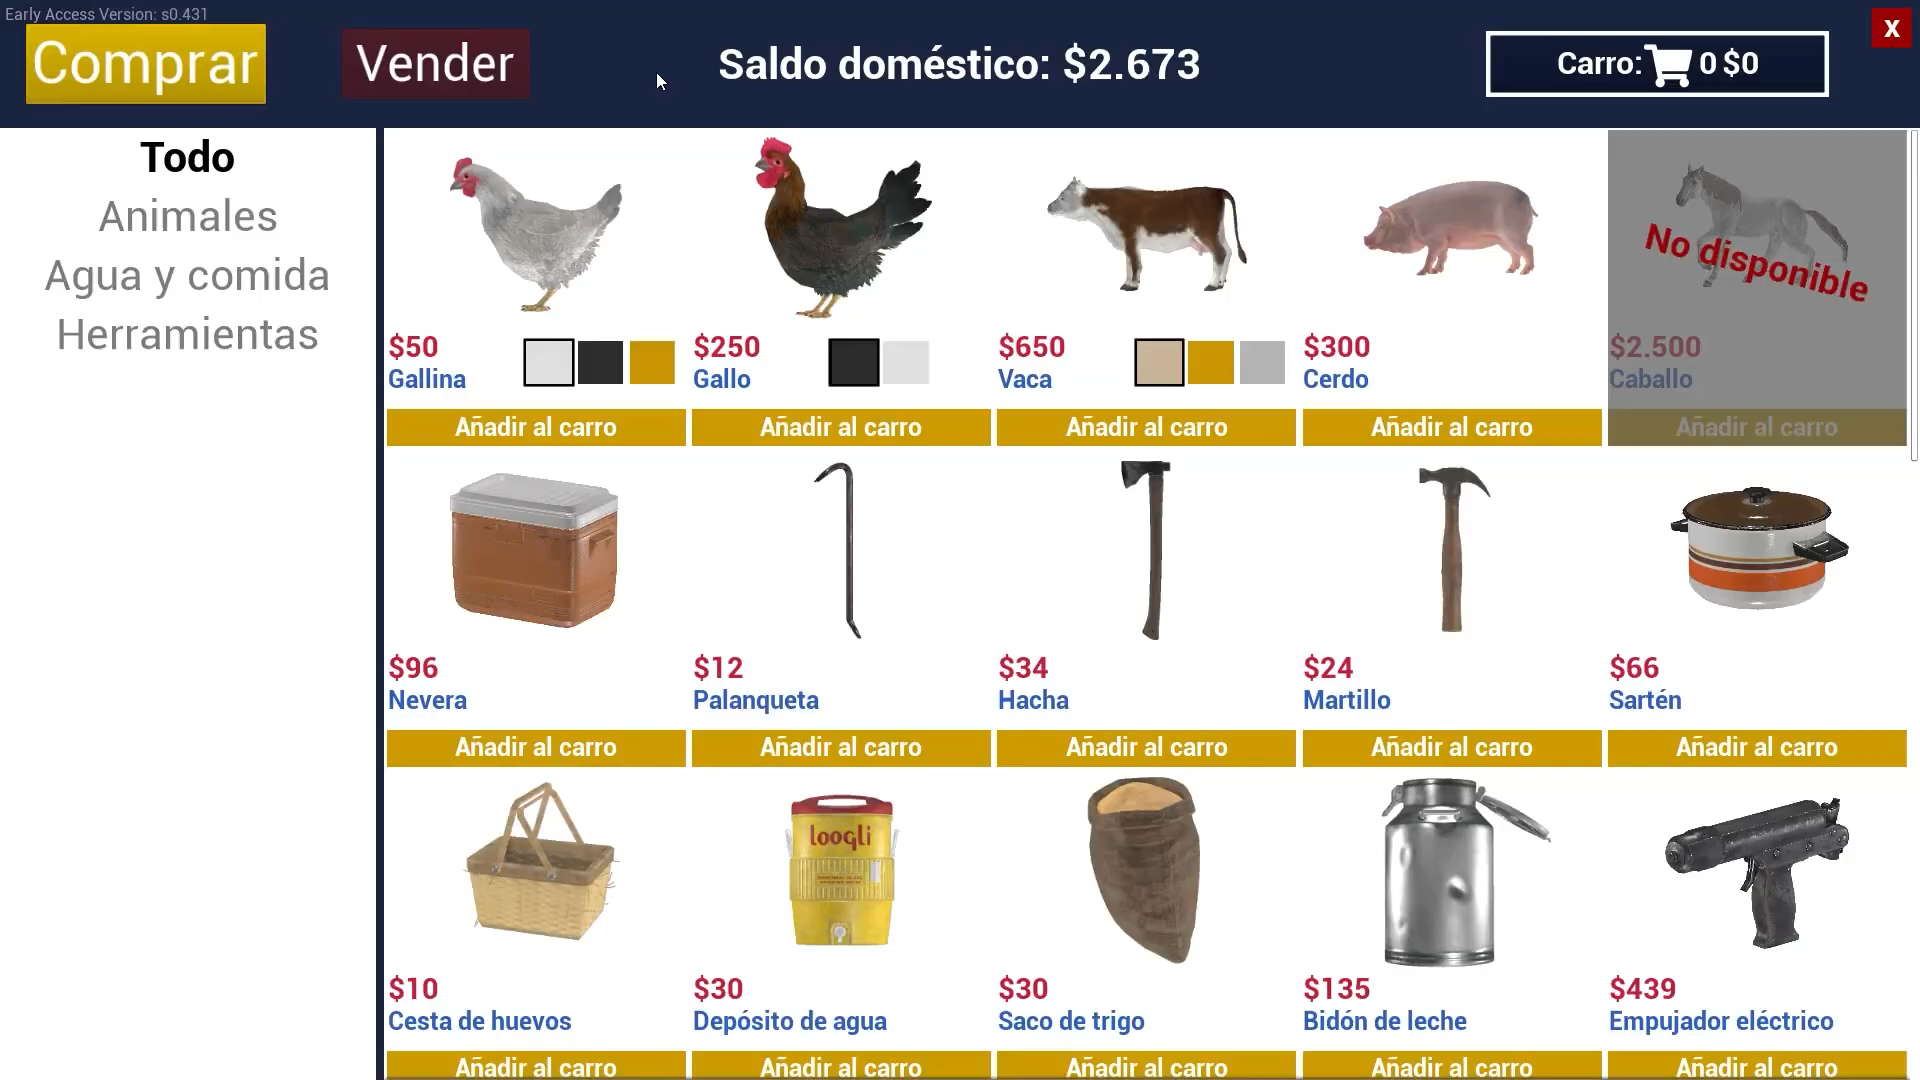 Early Access Version: s0.431
Comprar
Vender
Saldo doméstico: $2.673
Carro: 0 $0
X
Todo
Animales
Agua y comida
Herramientas
$50
Gallina
Añadir al carro
$250
Gallo
Añadir al carro
$650
Vaca
Añadir al carro
$300
Cerdo
Añadir al carro
No disponible
$2.500
Caballo
Añadir al carro
$96
Nevera
Añadir al carro
$12
Palanqueta
Añadir al carro
$34
Hacha
Añadir al carro
$24
Martillo
Añadir al carro
$66
Sartén
Añadir al carro
$10
Cesta de huevos
Añadir al carro
loogli
$30
Depósito de agua
Añadir al carro
$30
Saco de trigo
Añadir al carro
$135
Bidón de leche
Añadir al carro
$439
Empujador eléctrico
Añadir al carro